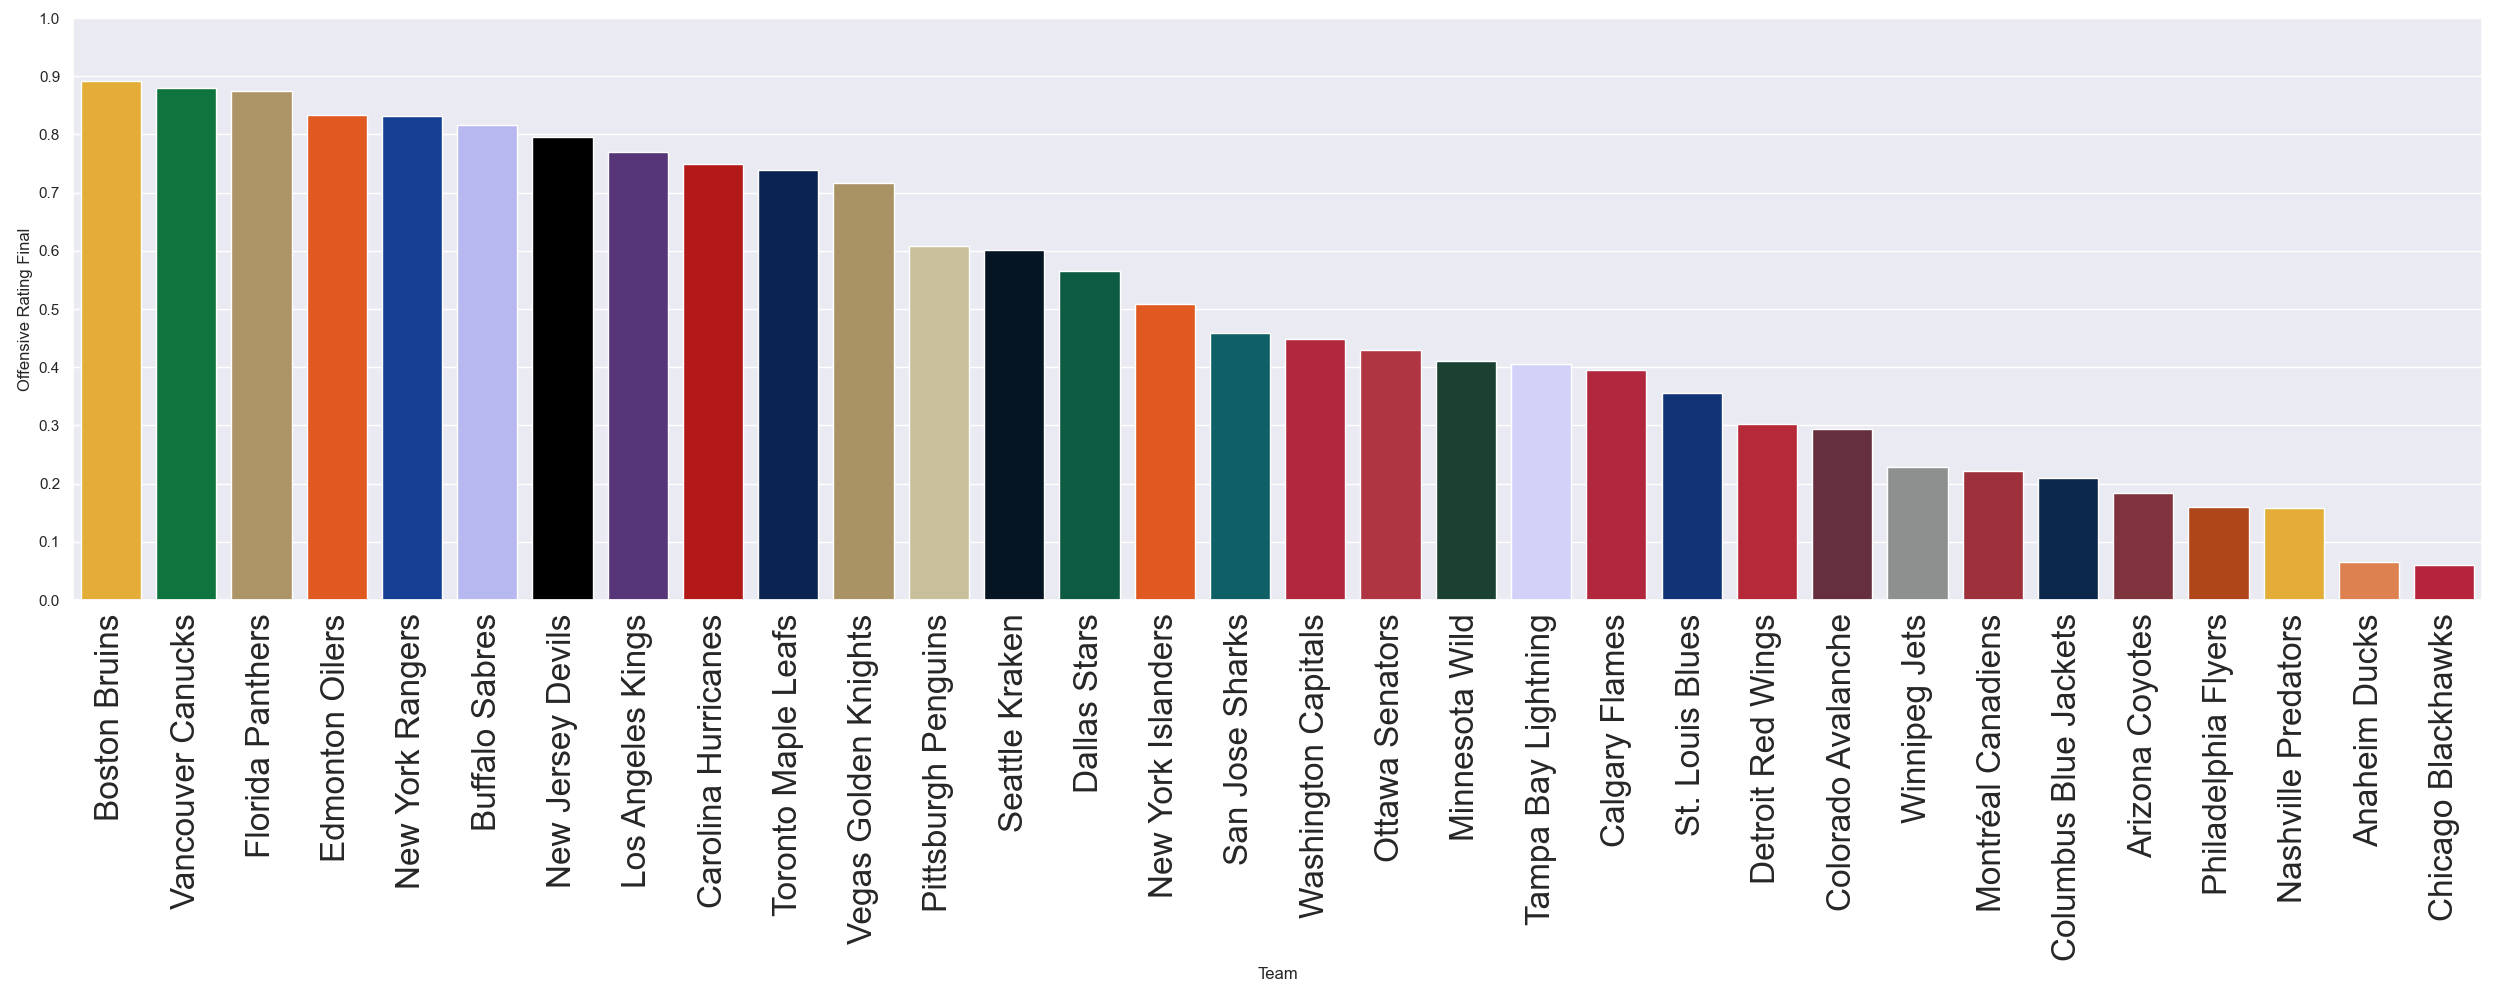 1.0
0.9
0.8
0.7
0.6
0.5
0.4
0.3
0.2
0.1
0.0
Offensive Rating Final
Boston Bruins
Vancouver Canucks
Florida Panthers
Edmonton Oilers
New York Rangers
Buffalo Sabres
New Jersey Devils
Los Angeles Kings
Carolina Hurricanes
Toronto Maple Leafs
Vegas Golden Knights
Pittsburgh Penguins
Seattle Kraken
Dallas Stars
New York Islanders
San Jose Sharks
Washington Capitals
Ottawa Senators
Minnesota Wild
Tampa Bay Lightning
Calgary Flames
St. Louis Blues
Detroit Red Wings
Colorado Avalanche
Winnipeg Jets
Montréal Canadiens
Columbus Blue Jackets
Arizona Coyotes
Philadelphia Flyers
Nashville Predators
Anaheim Ducks
Chicago Blackhawks
Team